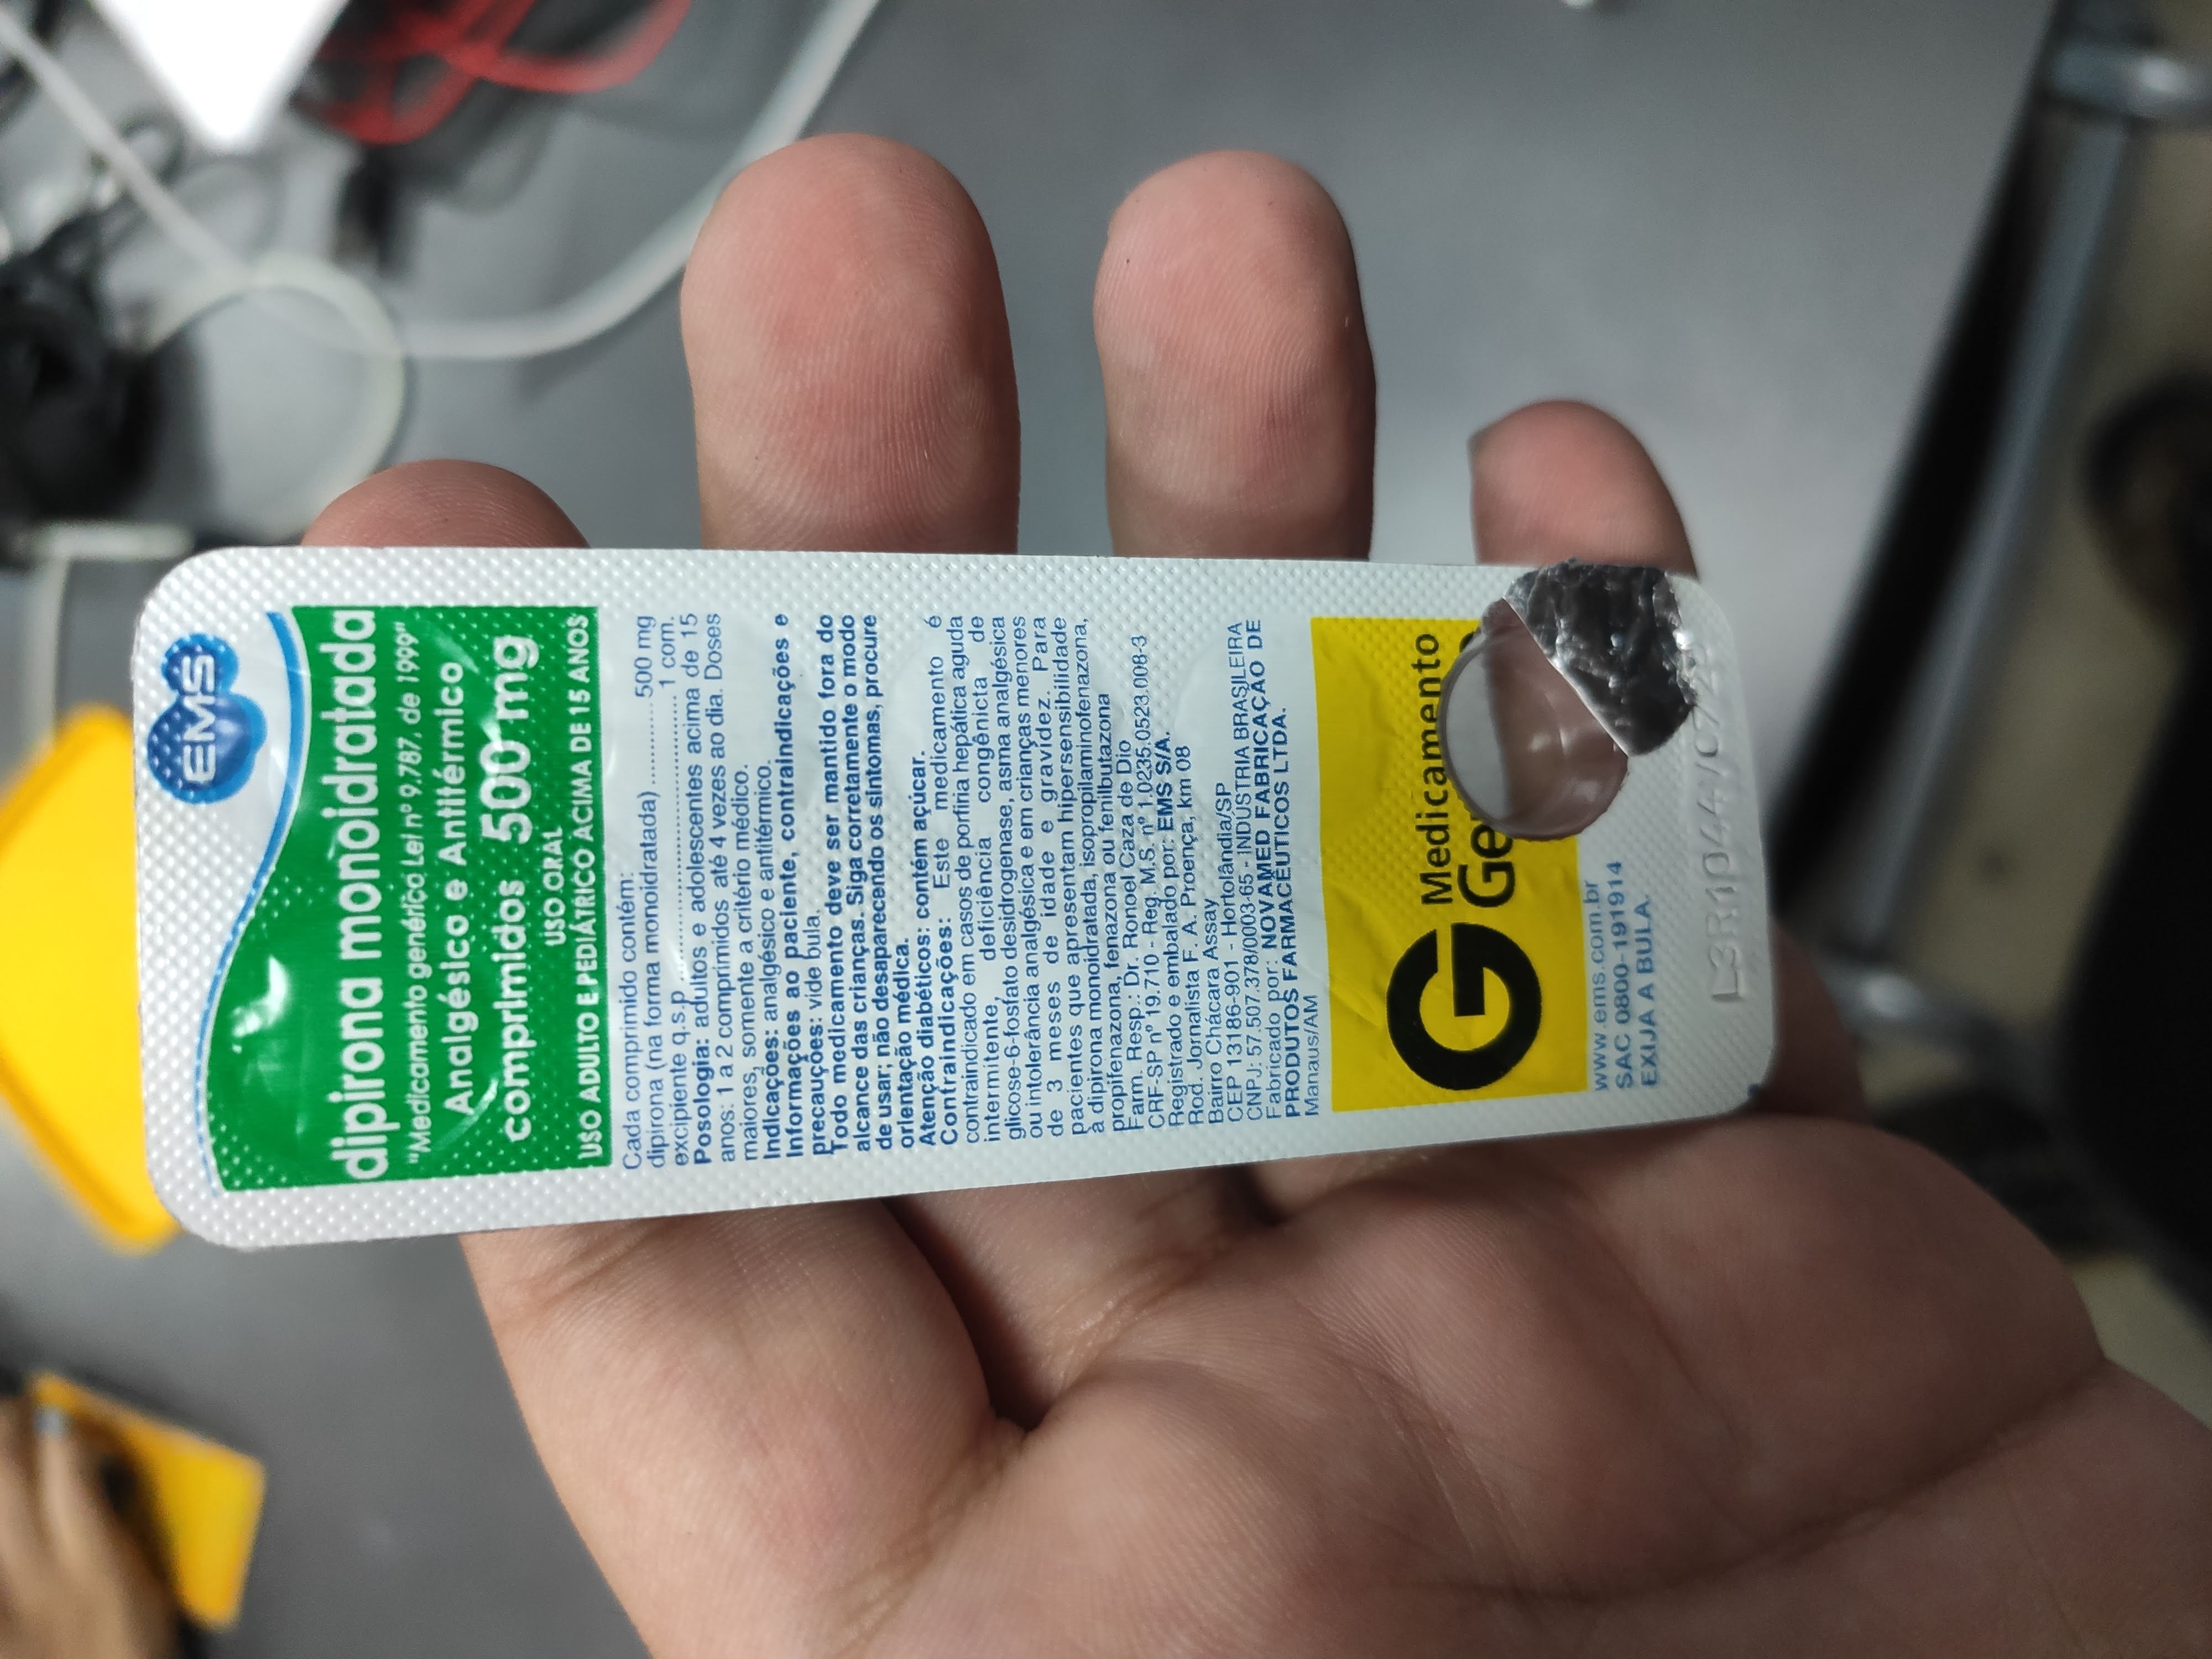 EMS
dipirona monoidratada
"Medicamento genérico Lei nº 9.787, de 1999"
Analgésico e Antitérmico
comprimidos 500 mg
USO ORAL
USO ADULTO E PEDIÁTRICO ACIMA DE 15 ANOS
Cada comprimido contém:
dipirona (na forma monoidratada) ............ 500 mg
excipiente q.s.p ........................................ 1 com.
Posologia: adultos e adolescentes acima de 15
anos: 1 a 2 comprimidos até 4 vezes ao dia. Doses
maiores, somente a critério médico.
Indicações: analgésico e antitérmico.
Informações ao paciente, contraindicações e
precauções: vide bula.
Todo medicamento deve ser mantido fora do
alcance das crianças. Siga corretamente o modo
de usar; não desaparecendo os sintomas, procure
orientação médica.
Atenção diabéticos: contém açúcar.
Contraindicações: Este medicamento é
contraindicado em casos de porfiria hepática aguda
intermitente, deficiência congênicta de
glicose-6-fosfato desidrogenase, asma analgésica
ou intolerância analgésica e em crianças menores
de 3 meses de idade e gravidez. Para
pacientes que apresentam hipersensibilidade
à dipirona monoidratada, isopropilaminofenazona,
propifenazona, fenazona ou fenilbutazona
Farm. Resp.: Dr. Ronoel Caza de Dio
CRF-SP nº 19.710 - Reg. M.S. nº 1.0235.0523.008-3
Registrado e embalado por: EMS S/A.
Rod. Jornalista F. A. Proença, km 08
Bairro Chácara Assay
CEP 13186-901 - Hortolândia/SP
CNPJ: 57.507.378/0003-65 - INDÚSTRIA BRASILEIRA
Fabricado por: NOVAMED FABRICAÇÃO DE
PRODUTOS FARMACÊUTICOS LTDA.
Manaus/AM
G Medicamento
www.ems.com.br
SAC 0800-191914
EXIJA A BULA.